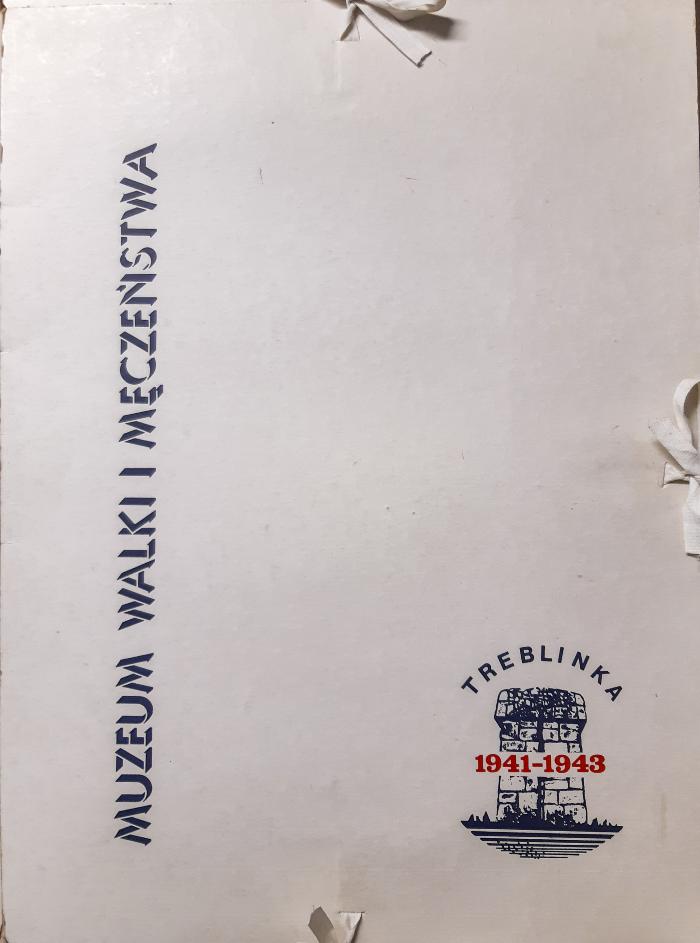 MUZEUM WALKI I MĘCZEŃSTWA
TREBLINKA
1941-1943